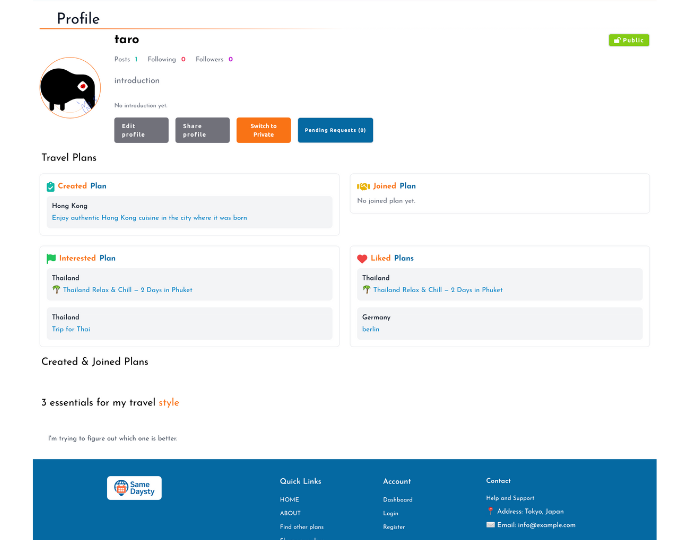 Profile
taro
Public
Posts 1 Following 0 Followers 0
introduction
No introduction yet.
Edit profile
Share profile
Switch to Private
Pending Requests (0)
Travel Plans
Created Plan
Hong Kong
Enjoy authentic Hong Kong cuisine in the city where it was born
Joined Plan
No joined plan yet.
Interested Plan
Thailand
Thailand Relax & Chill – 2 Days in Phuket
Thailand
Trip for Thai
Liked Plans
Thailand
Thailand Relax & Chill – 2 Days in Phuket
Germany
berlin
Created & Joined Plans
3 essentials for my travel style
I'm trying to figure out which one is better.
Same
Daysty
Quick Links
HOME
ABOUT
Find other plans
Account
Dashboard
Login
Register
Contact
Help and Support
Address: Tokyo, Japan
Email: info@example.com